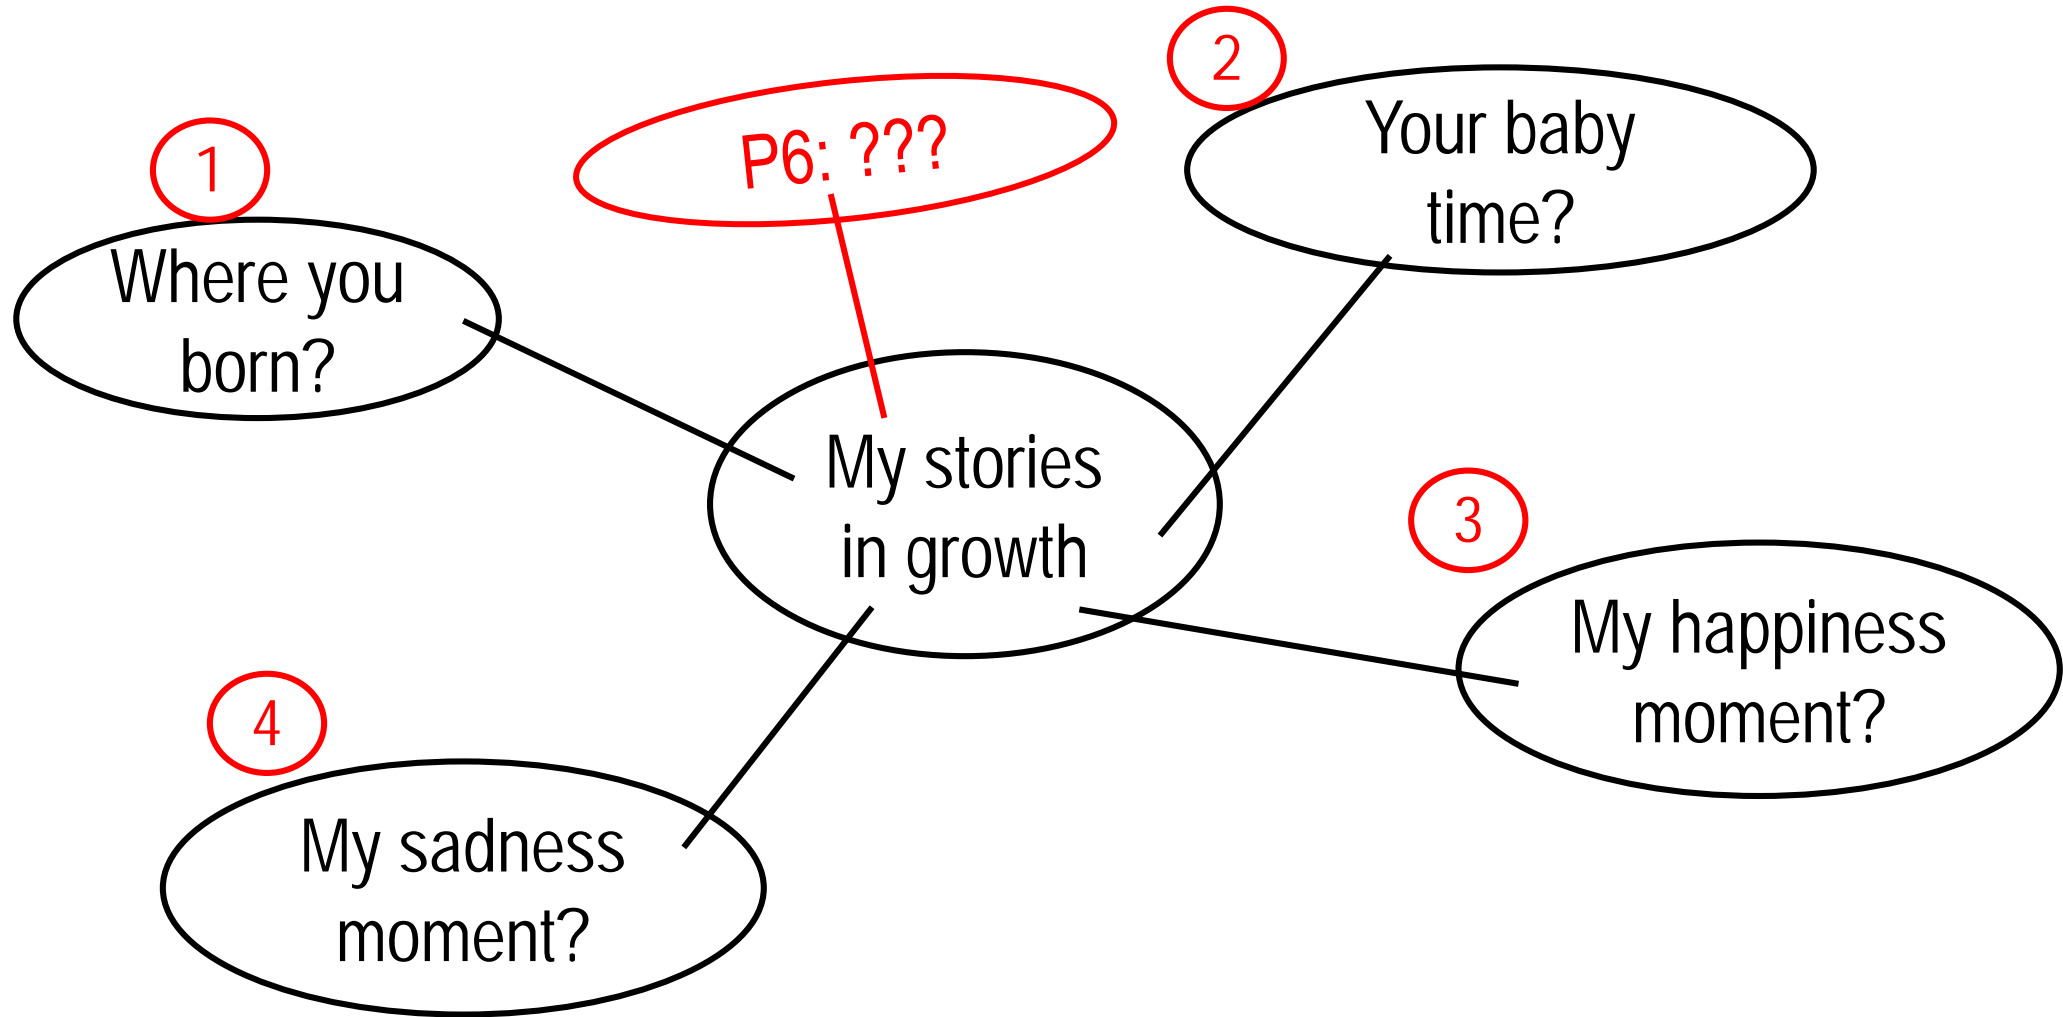 1
Where you
born?
P6: ???
2
Your baby
time?
My stories
in growth
3
My happiness
moment?
4
My sadness
moment?